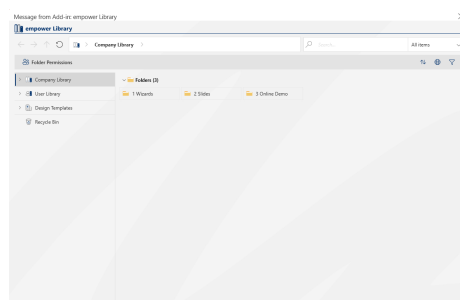 Message from Add-in: empower Library
empower Library
Company Library
Search
All items
Folder Permissions
Company Library
Folders (3)
User Library
1 Wizards
2 Slides
3 Online Demo
Design Templates
Recycle Bin